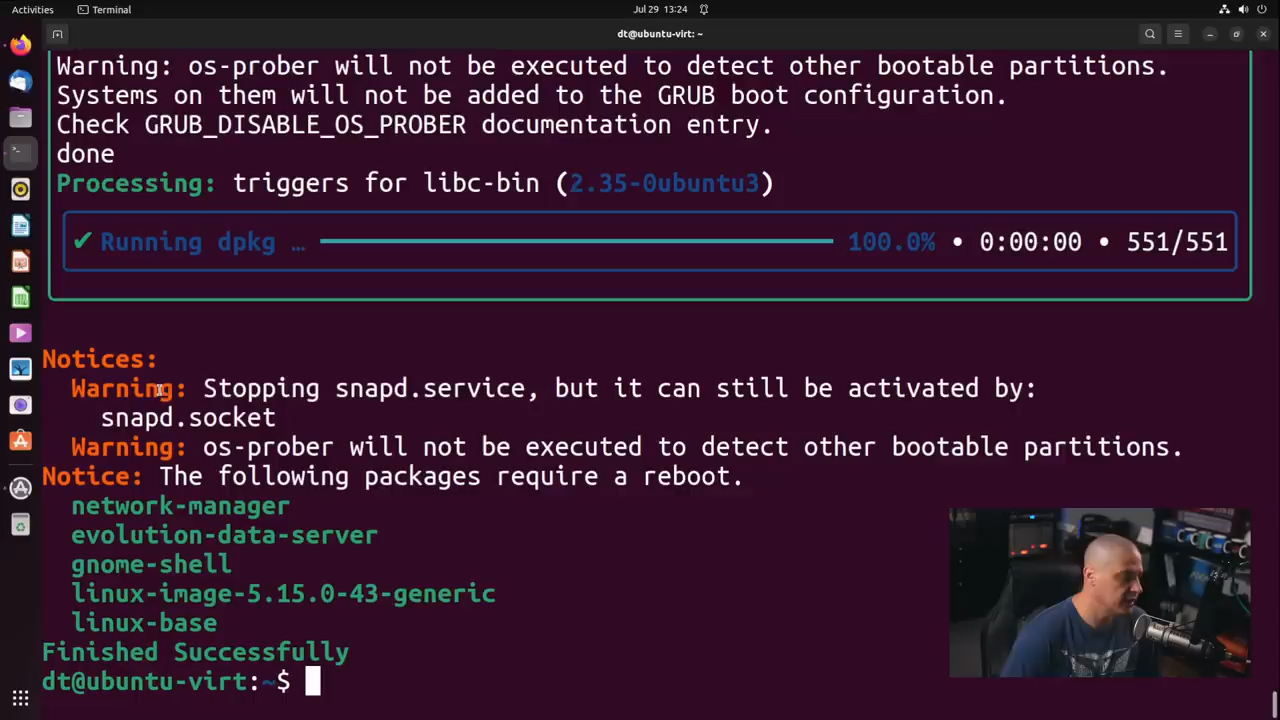 Activities
Terminal
Jul 29 13:24
dt@ubuntu-virt: ~
Warning: os-prober will not be executed to detect other bootable partitions.
Systems on them will not be added to the GRUB boot configuration.
Check GRUB_DISABLE_OS_PROBER documentation entry.
done
Processing: triggers for libc-bin (2.35-0ubuntu3)
✔ Running dpkg … 100.0% • 0:00:00 • 551/551
Notices:
Warning: Stopping snapd.service, but it can still be activated by:
snapd.socket
Warning: os-prober will not be executed to detect other bootable partitions.
Notice: The following packages require a reboot.
network-manager
evolution-data-server
gnome-shell
linux-image-5.15.0-43-generic
linux-base
Finished Successfully
dt@ubuntu-virt:~$